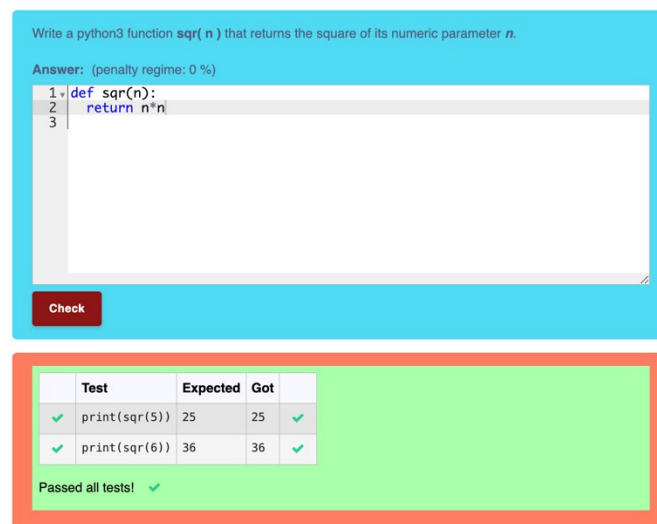 Write a python3 function sqr( n ) that returns the square of its numeric parameter n.
Answer: (penalty regime: 0 %)
1 def sqr(n):
2 return n*n
3
Check
Test Expected Got
print(sqr(5)) 25 25
print(sqr(6)) 36 36
Passed all tests!